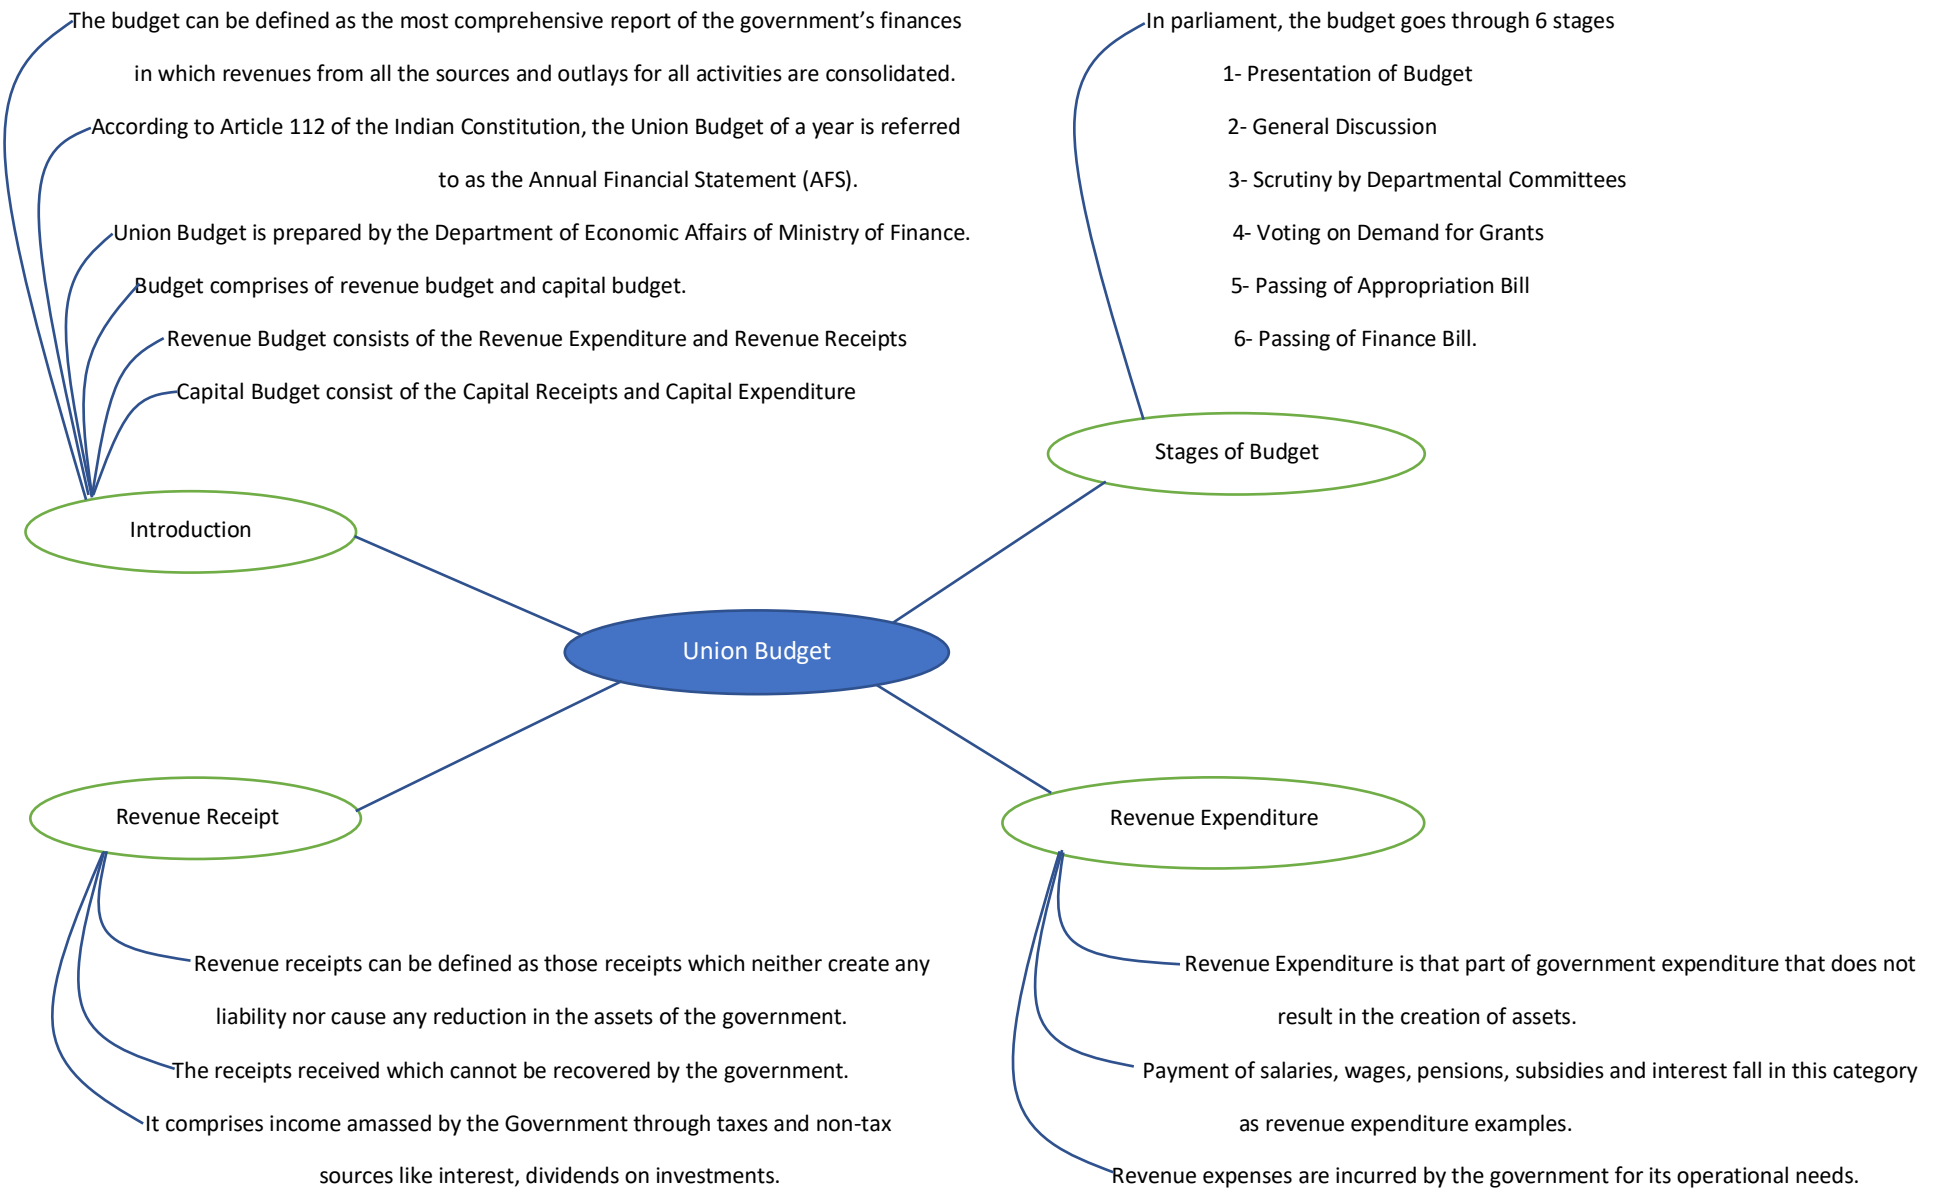 The budget can be defined as the most comprehensive report of the government’s finances
in which revenues from all the sources and outlays for all activities are consolidated.
According to Article 112 of the Indian Constitution, the Union Budget of a year is referred
to as the Annual Financial Statement (AFS).
Union Budget is prepared by the Department of Economic Affairs of Ministry of Finance.
Budget comprises of revenue budget and capital budget.
Revenue Budget consists of the Revenue Expenditure and Revenue Receipts
Capital Budget consist of the Capital Receipts and Capital Expenditure
Introduction
In parliament, the budget goes through 6 stages
1- Presentation of Budget
2- General Discussion
3- Scrutiny by Departmental Committees
4- Voting on Demand for Grants
5- Passing of Appropriation Bill
6- Passing of Finance Bill.
Stages of Budget
Union Budget
Revenue Receipt
Revenue receipts can be defined as those receipts which neither create any
liability nor cause any reduction in the assets of the government.
The receipts received which cannot be recovered by the government.
It comprises income amassed by the Government through taxes and non-tax
sources like interest, dividends on investments.
Revenue Expenditure
Revenue Expenditure is that part of government expenditure that does not
result in the creation of assets.
Payment of salaries, wages, pensions, subsidies and interest fall in this category
as revenue expenditure examples.
Revenue expenses are incurred by the government for its operational needs.